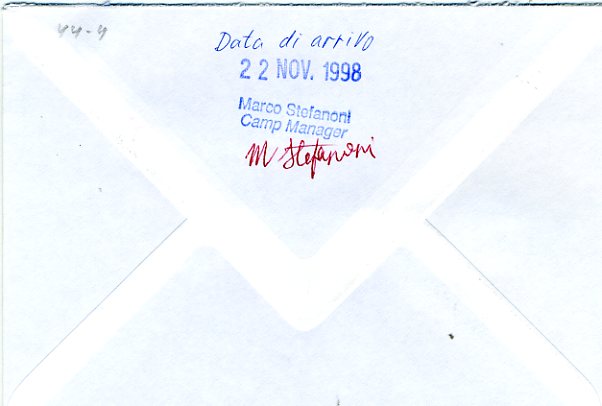 44-4
Data di arrivo
22 NOV. 1998
Marco Stefanoni
Camp Manager
M Stefanoni